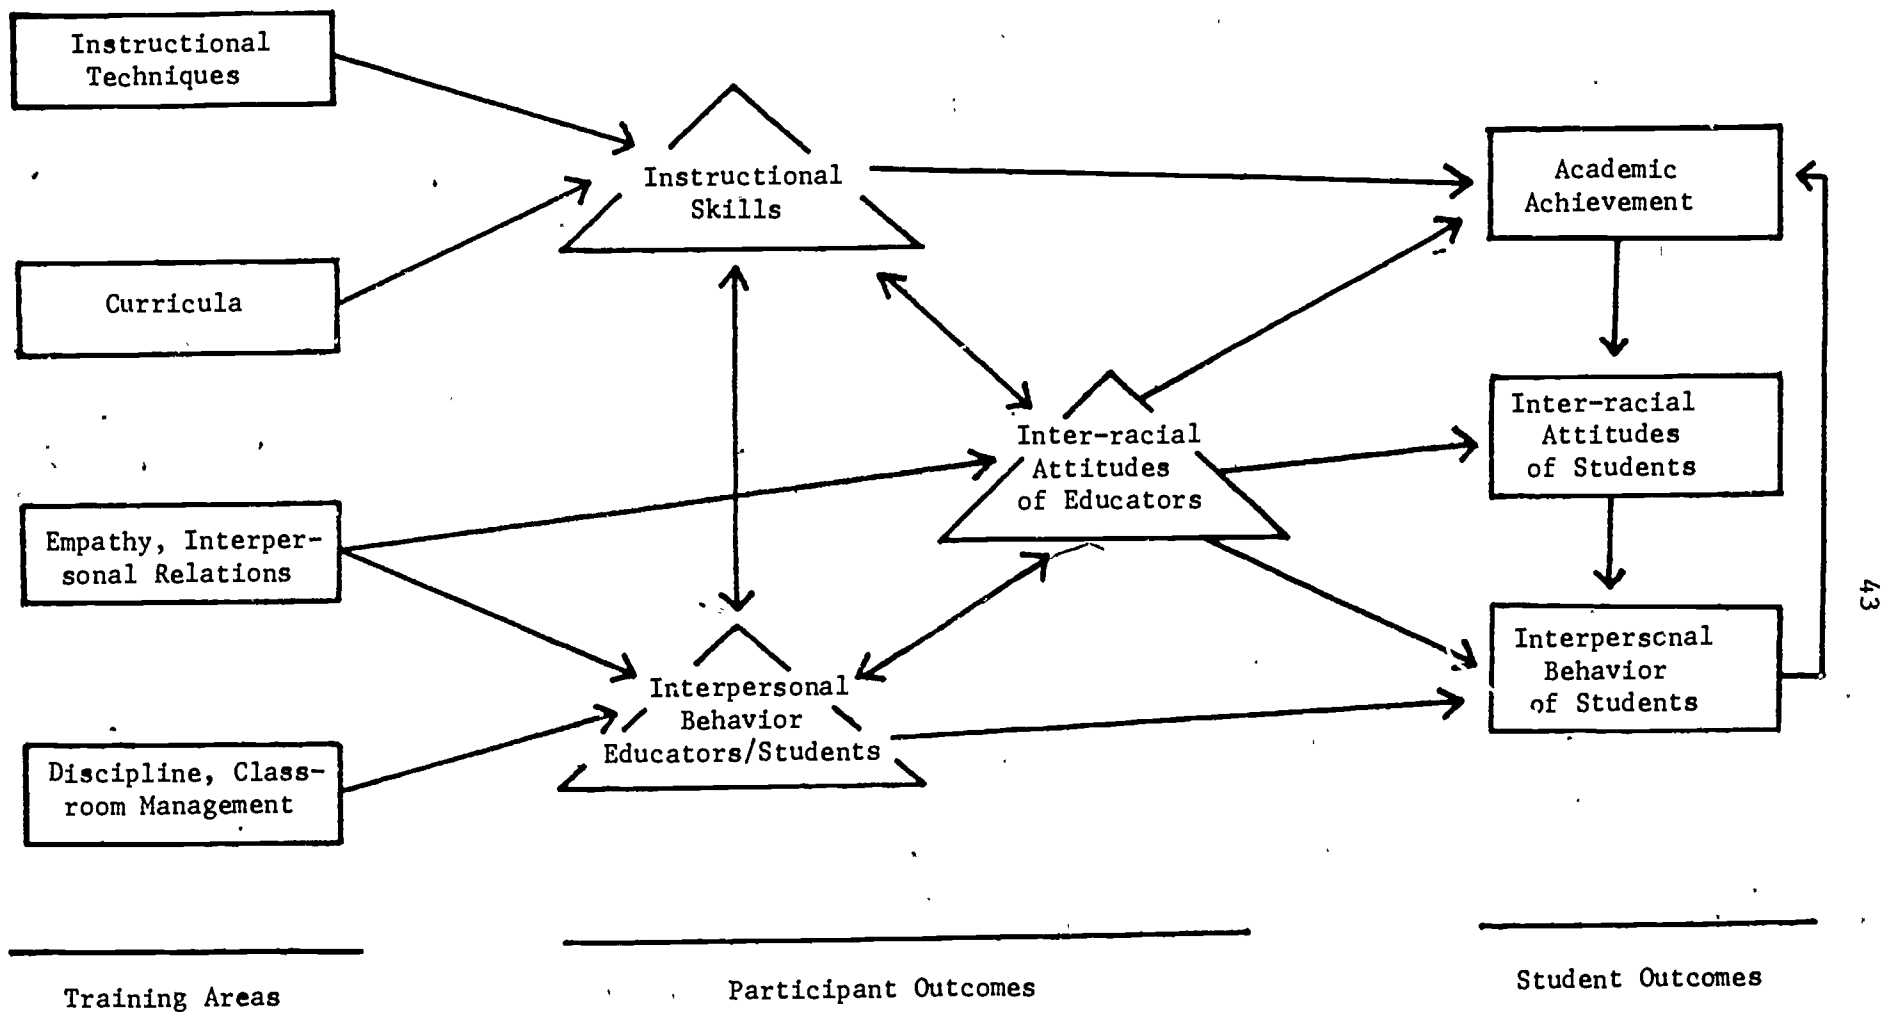 Instructional
Techniques
Curricula
Empathy, Interper-
sonal Relations
Discipline, Class-
room Management
Training Areas
Instructional
Skills
Inter-racial
Attitudes
of Educators
Interpersonal
Behavior
Educators/Students
Participant Outcomes
Academic
Achievement
Inter-racial
Attitudes
of Students
Interpersonal
Behavior
of Students
Student Outcomes
43